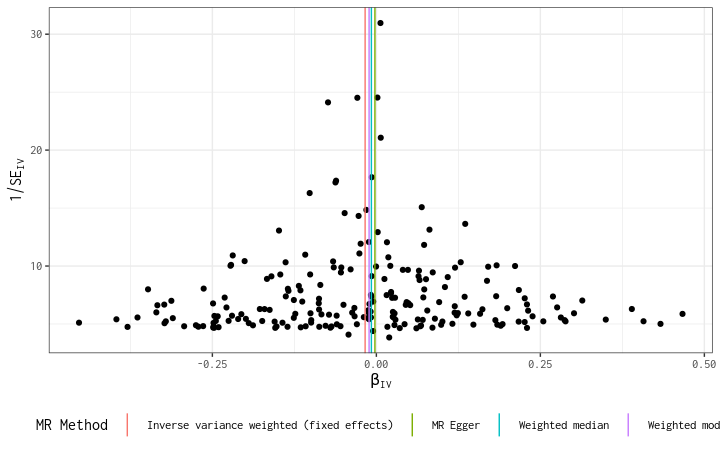 30
20
10
1/SE_IV
-0.25
0.00
0.25
0.50
β_IV
MR Method
Inverse variance weighted (fixed effects)
MR Egger
Weighted median
Weighted mod